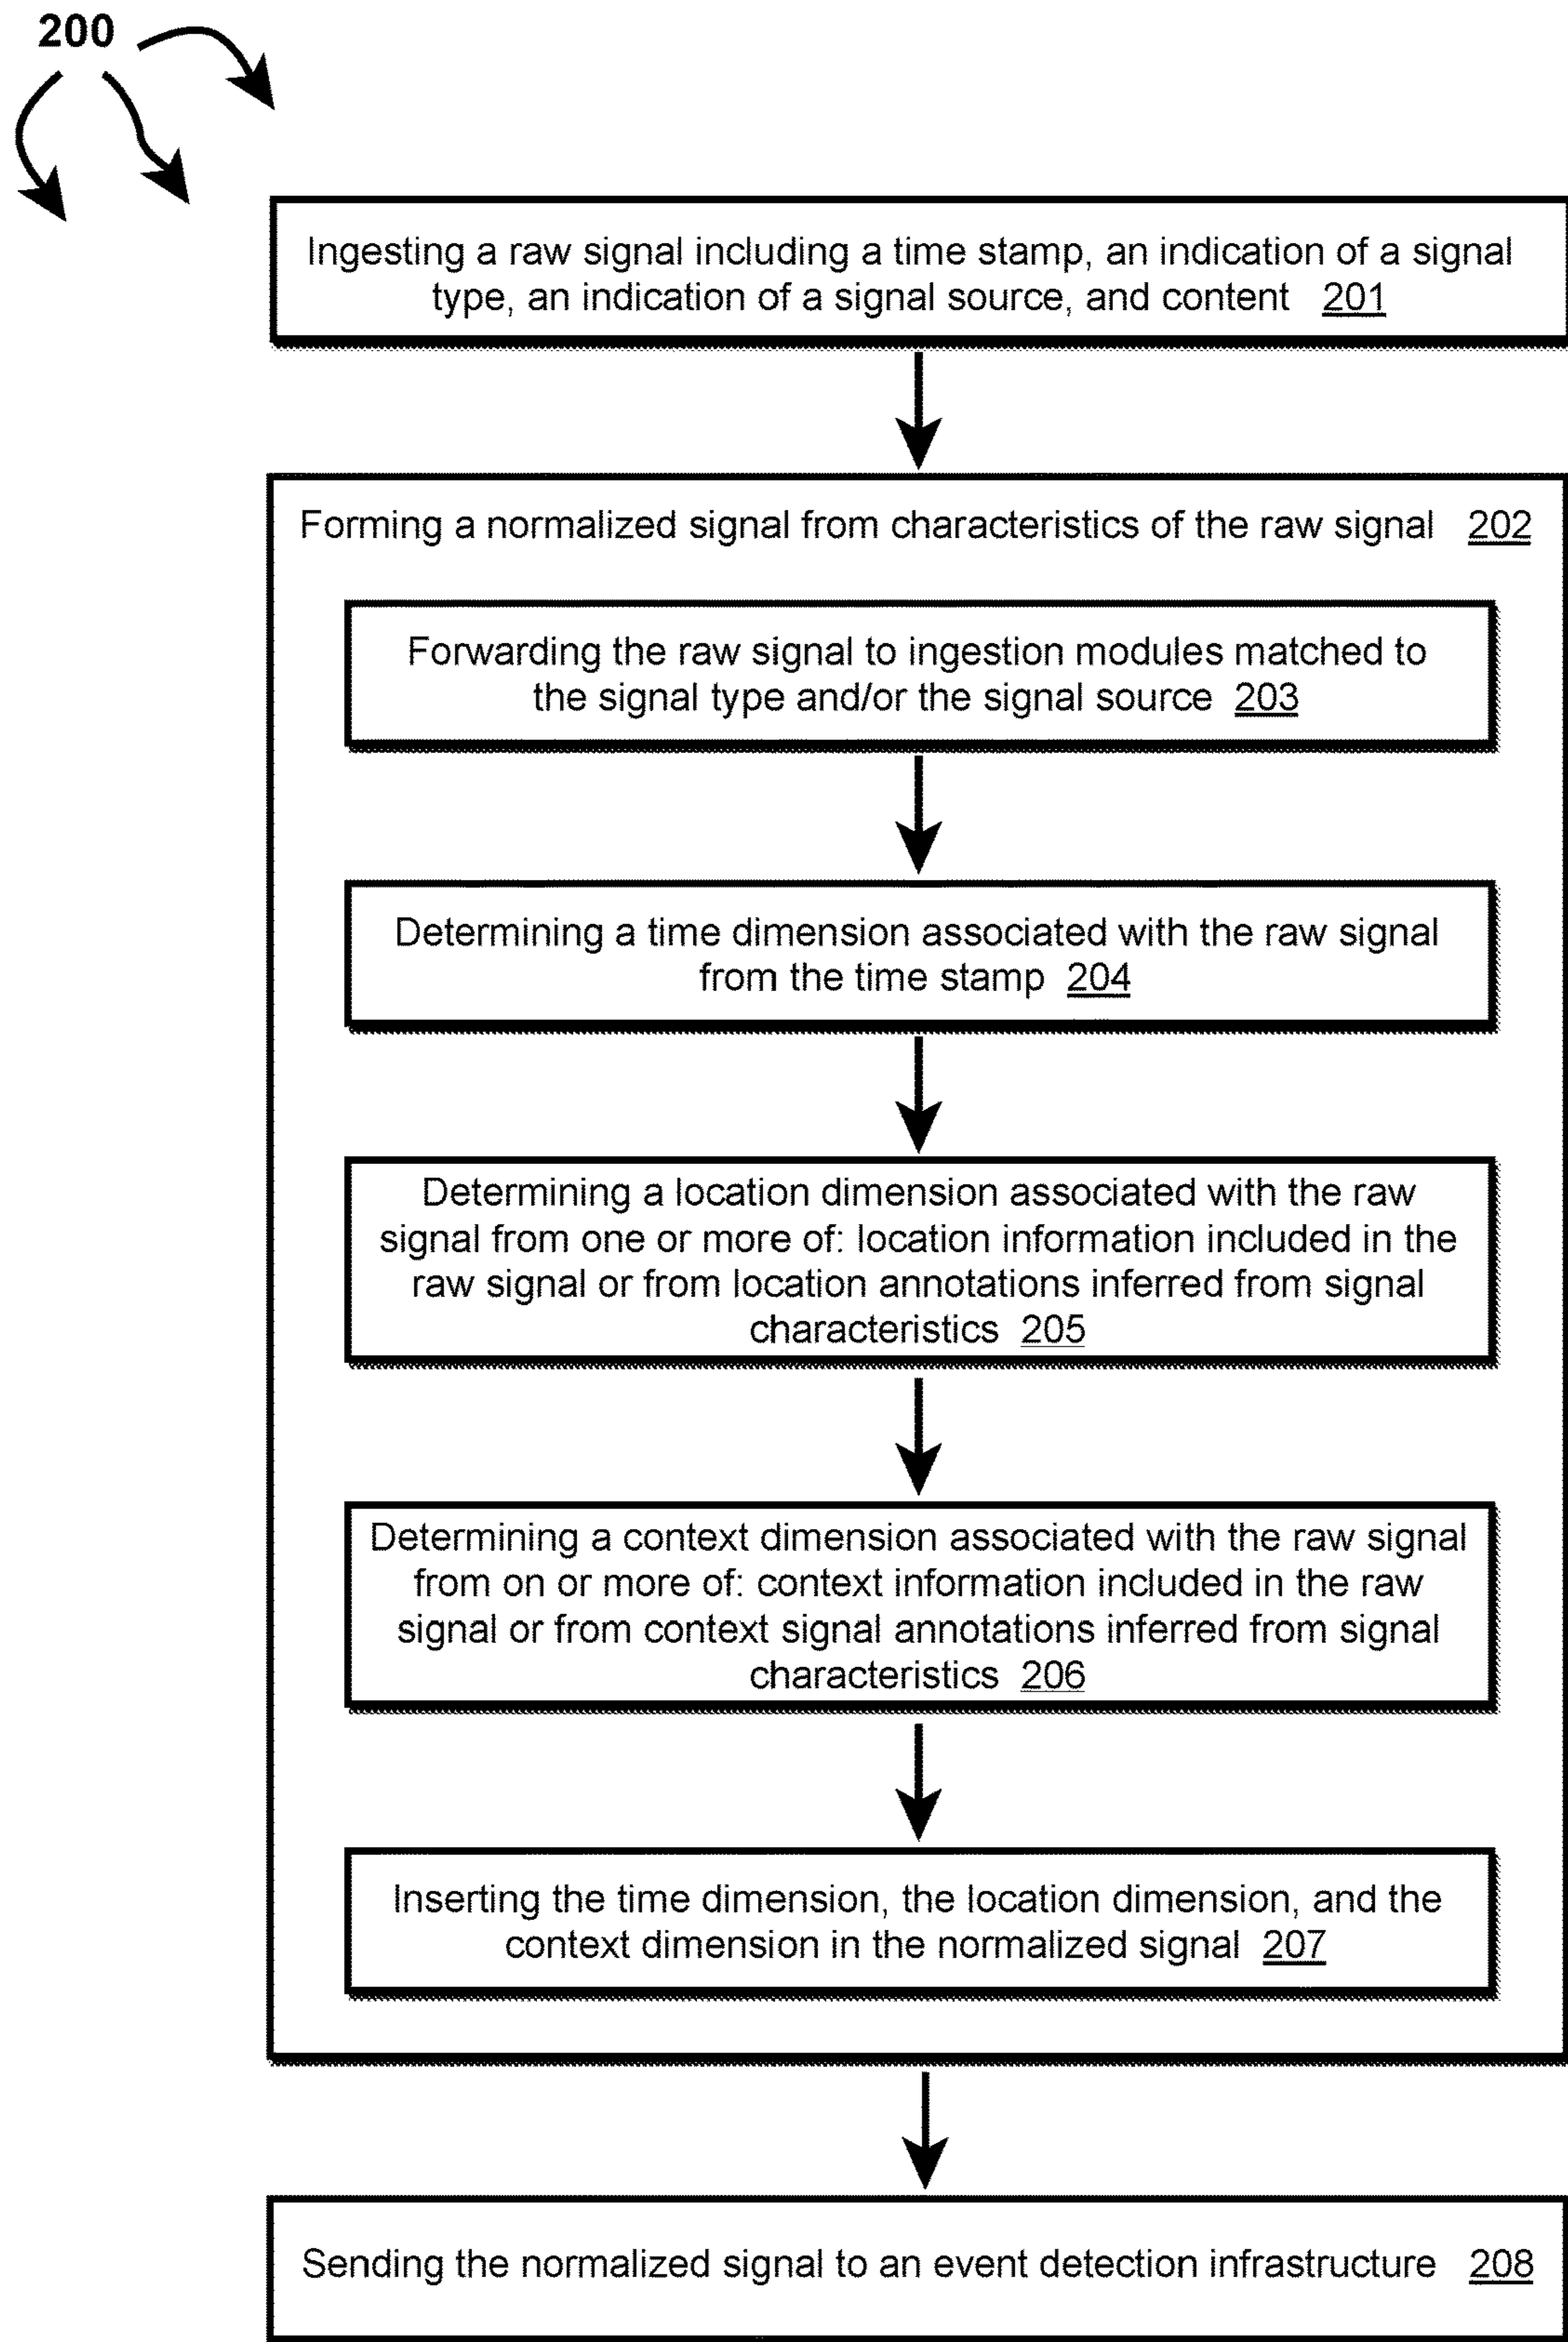 200
Ingesting a raw signal including a time stamp, an indication of a signal
type, an indication of a signal source, and content 201
Forming a normalized signal from characteristics of the raw signal 202
Forwarding the raw signal to ingestion modules matched to
the signal type and/or the signal source 203
Determining a time dimension associated with the raw signal
from the time stamp 204
Determining a location dimension associated with the raw
signal from one or more of: location information included in the
raw signal or from location annotations inferred from signal
characteristics 205
Determining a context dimension associated with the raw signal
from on or more of: context information included in the raw
signal or from context signal annotations inferred from signal
characteristics 206
Inserting the time dimension, the location dimension, and the
context dimension in the normalized signal 207
Sending the normalized signal to an event detection infrastructure 208